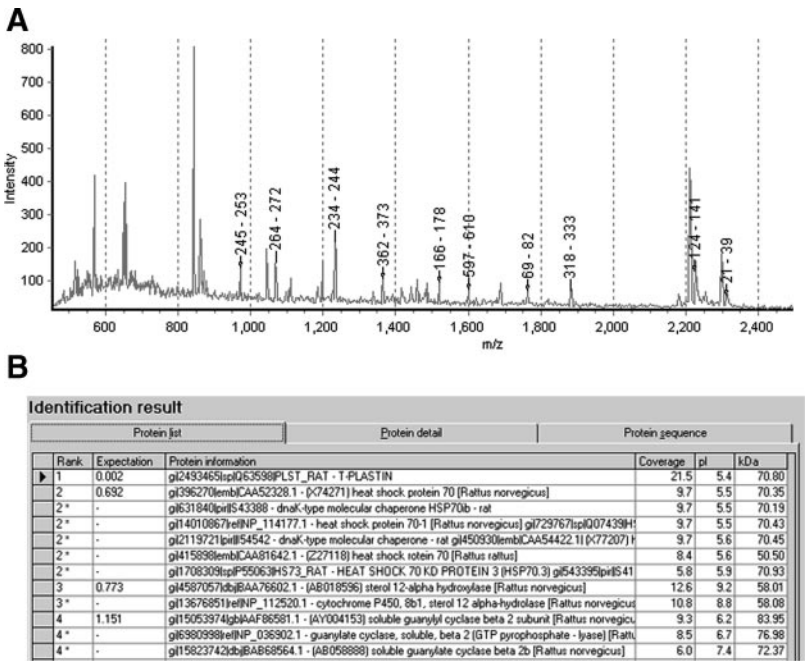 A
800
700
600
500
400
300
200
100
Intensity
245 - 253
264 - 272
234 - 244
362 - 373
166 - 178
597 - 610
69 - 82
318 - 333
124 - 141
21 - 39
600 800 1,000 1,200 1,400 1,600 1,800 2,000 2,200 2,400
m/z
B
Identification result
Protein list Protein detail Protein sequence
Rank Expectation Protein information Coverage pI kDa
1 0.002 gi|2493465|sp|Q63598|PLST_RAT - T-PLASTIN 21.5 5.4 70.80
2 0.692 gi|396270|emb|CAA52328.1 - (X74271) heat shock protein 70 [Rattus norvegicus] 9.7 5.5 70.35
2 * - gi|631840|pir||S43388 - dnaK-type molecular chaperone HSP70ib - rat 9.7 5.5 70.19
2 * - gi|14010867|ref|NP_114177.1 - heat shock protein 70-1 [Rattus norvegicus] gi|729767|sp|Q07439|H 9.7 5.5 70.43
2 * - gi|2119721|pir||I54542 - dnaK-type molecular chaperone - rat gi|450930|emb|CAA54422.1| (X77207) 9.7 5.6 70.45
2 * - gi|415898|emb|CAA81642.1 - (Z27118) heat shock rotein 70 [Rattus rattus] 8.4 5.6 50.50
2 * - gi|1708309|sp|P55063|HS73_RAT - HEAT SHOCK 70 KD PROTEIN 3 (HSP70.3) gi|543395|pir||S41 5.8 5.9 70.93
3 0.773 gi|4587057|dbj|BAA76602.1 - (AB018596) sterol 12-alpha hydroxylase [Rattus norvegicus] 12.6 9.2 58.01
3 * - gi|13676851|ref|NP_112520.1 - cytochrome P450, 8b1, sterol 12 alpha-hydrolase [Rattus norvegicus 10.8 8.8 58.08
4 1.151 gi|15053974|gb|AAF86581.1 - (AY004153) soluble guanylyl cyclase beta 2 subunit [Rattus norvegicu 9.3 6.2 83.95
4 * - gi|6980998|ref|NP_036902.1 - guanylate cyclase, soluble, beta 2 (GTP pyrophosphate - lyase) [Rattu 8.5 6.7 76.98
4 * - gi|15823742|dbj|BAB68564.1 - (AB058888) soluble guanylate cyclase beta 2b [Rattus norvegicus] 6.0 7.4 72.37